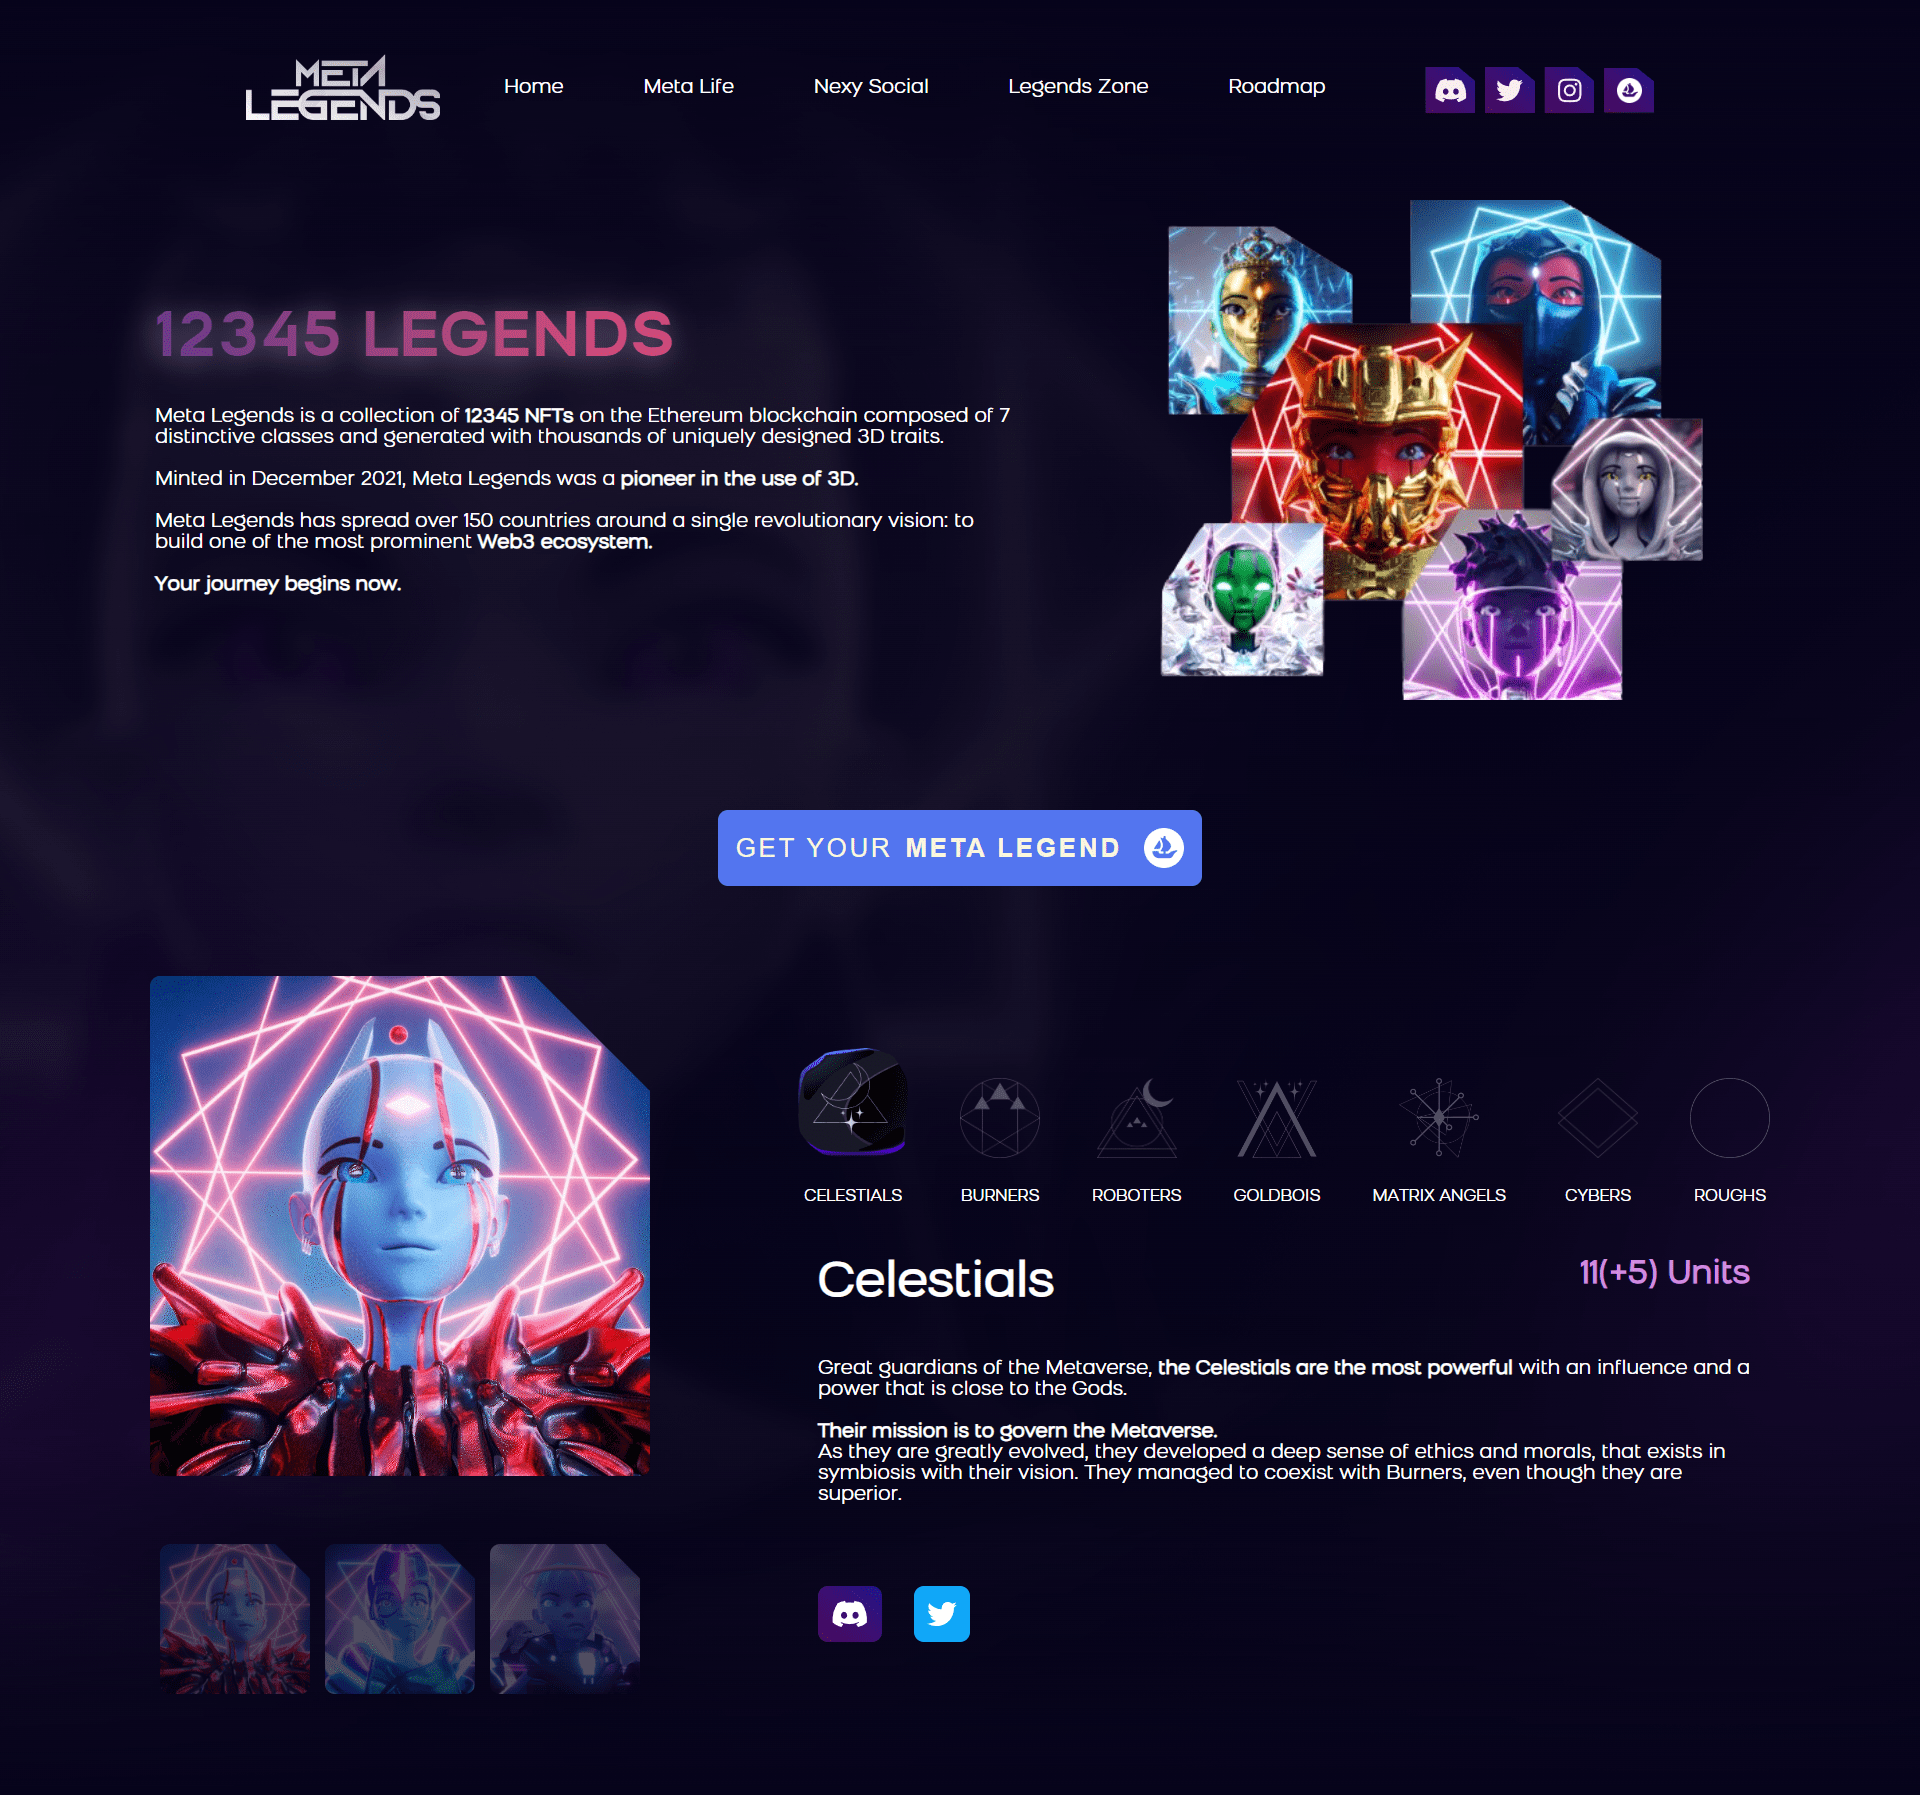 META
LEGENDS
Home
Meta Life
Nexy Social
Legends Zone
Roadmap
12345 LEGENDS
Meta Legends is a collection of 12345 NFTs on the Ethereum blockchain composed of 7
distinctive classes and generated with thousands of uniquely designed 3D traits.
Minted in December 2021, Meta Legends was a pioneer in the use of 3D.
Meta Legends has spread over 150 countries around a single revolutionary vision: to
build one of the most prominent Web3 ecosystem.
Your journey begins now.
GET YOUR META LEGEND
CELESTIALS
BURNERS
ROBOTERS
GOLDBOIS
MATRIX ANGELS
CYBERS
ROUGHS
Celestials
11(+5) Units
Great guardians of the Metaverse, the Celestials are the most powerful with an influence and a
power that is close to the Gods.
Their mission is to govern the Metaverse.
As they are greatly evolved, they developed a deep sense of ethics and morals, that exists in
symbiosis with their vision. They managed to coexist with Burners, even though they are
superior.